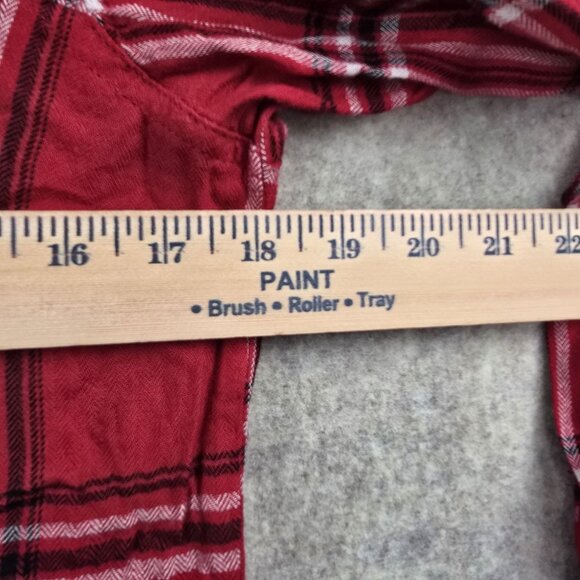 16 17 18 19 20 21 22
PAINT
• Brush • Roller • Tray